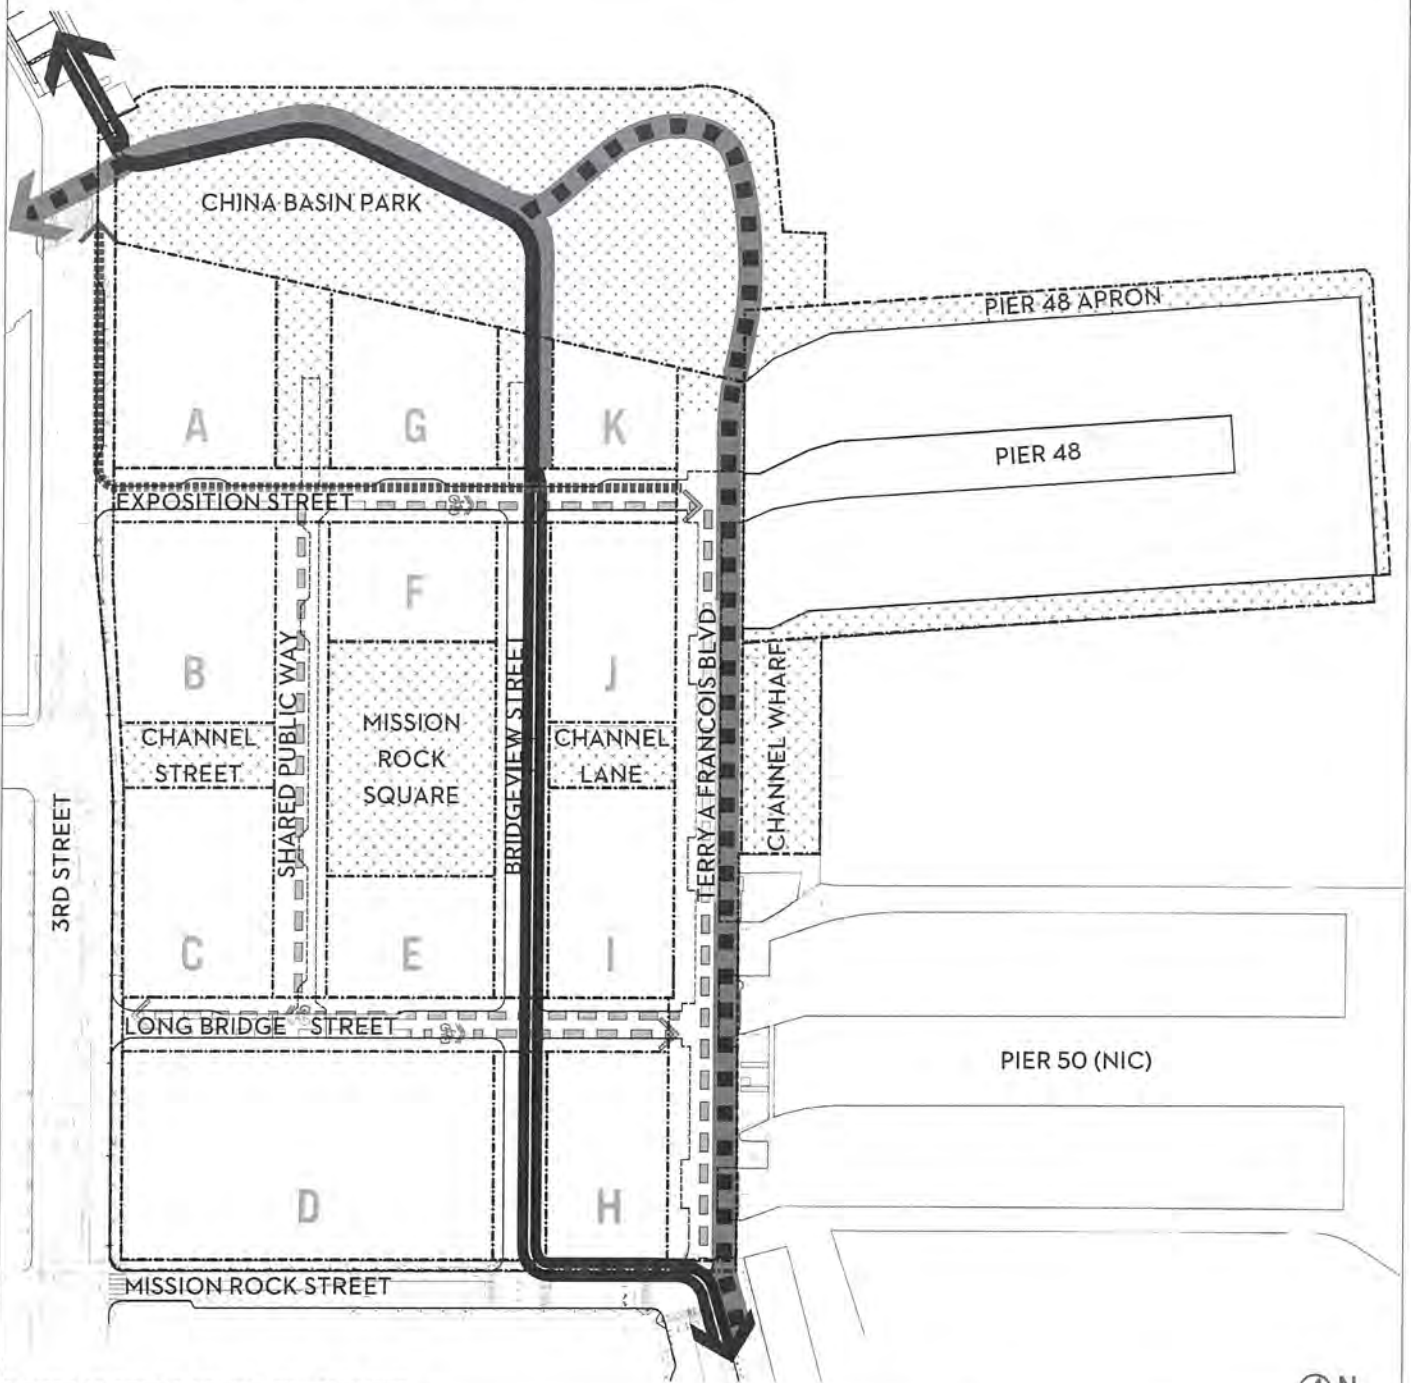 CHINA BASIN PARK
PIER 48 APRON
A
G
K
PIER 48
EXPOSITION STREET
F
B
J
SHARED PUBLIC WAY
BRIDGEVIEW STREET
TERRY A FRANCOIS BLVD
CHANNEL WHARF
MISSION
ROCK
SQUARE
CHANNEL
STREET
CHANNEL
LANE
3RD STREET
C
E
I
LONG BRIDGE STREET
PIER 50 (NIC)
D
H
MISSION ROCK STREET
N